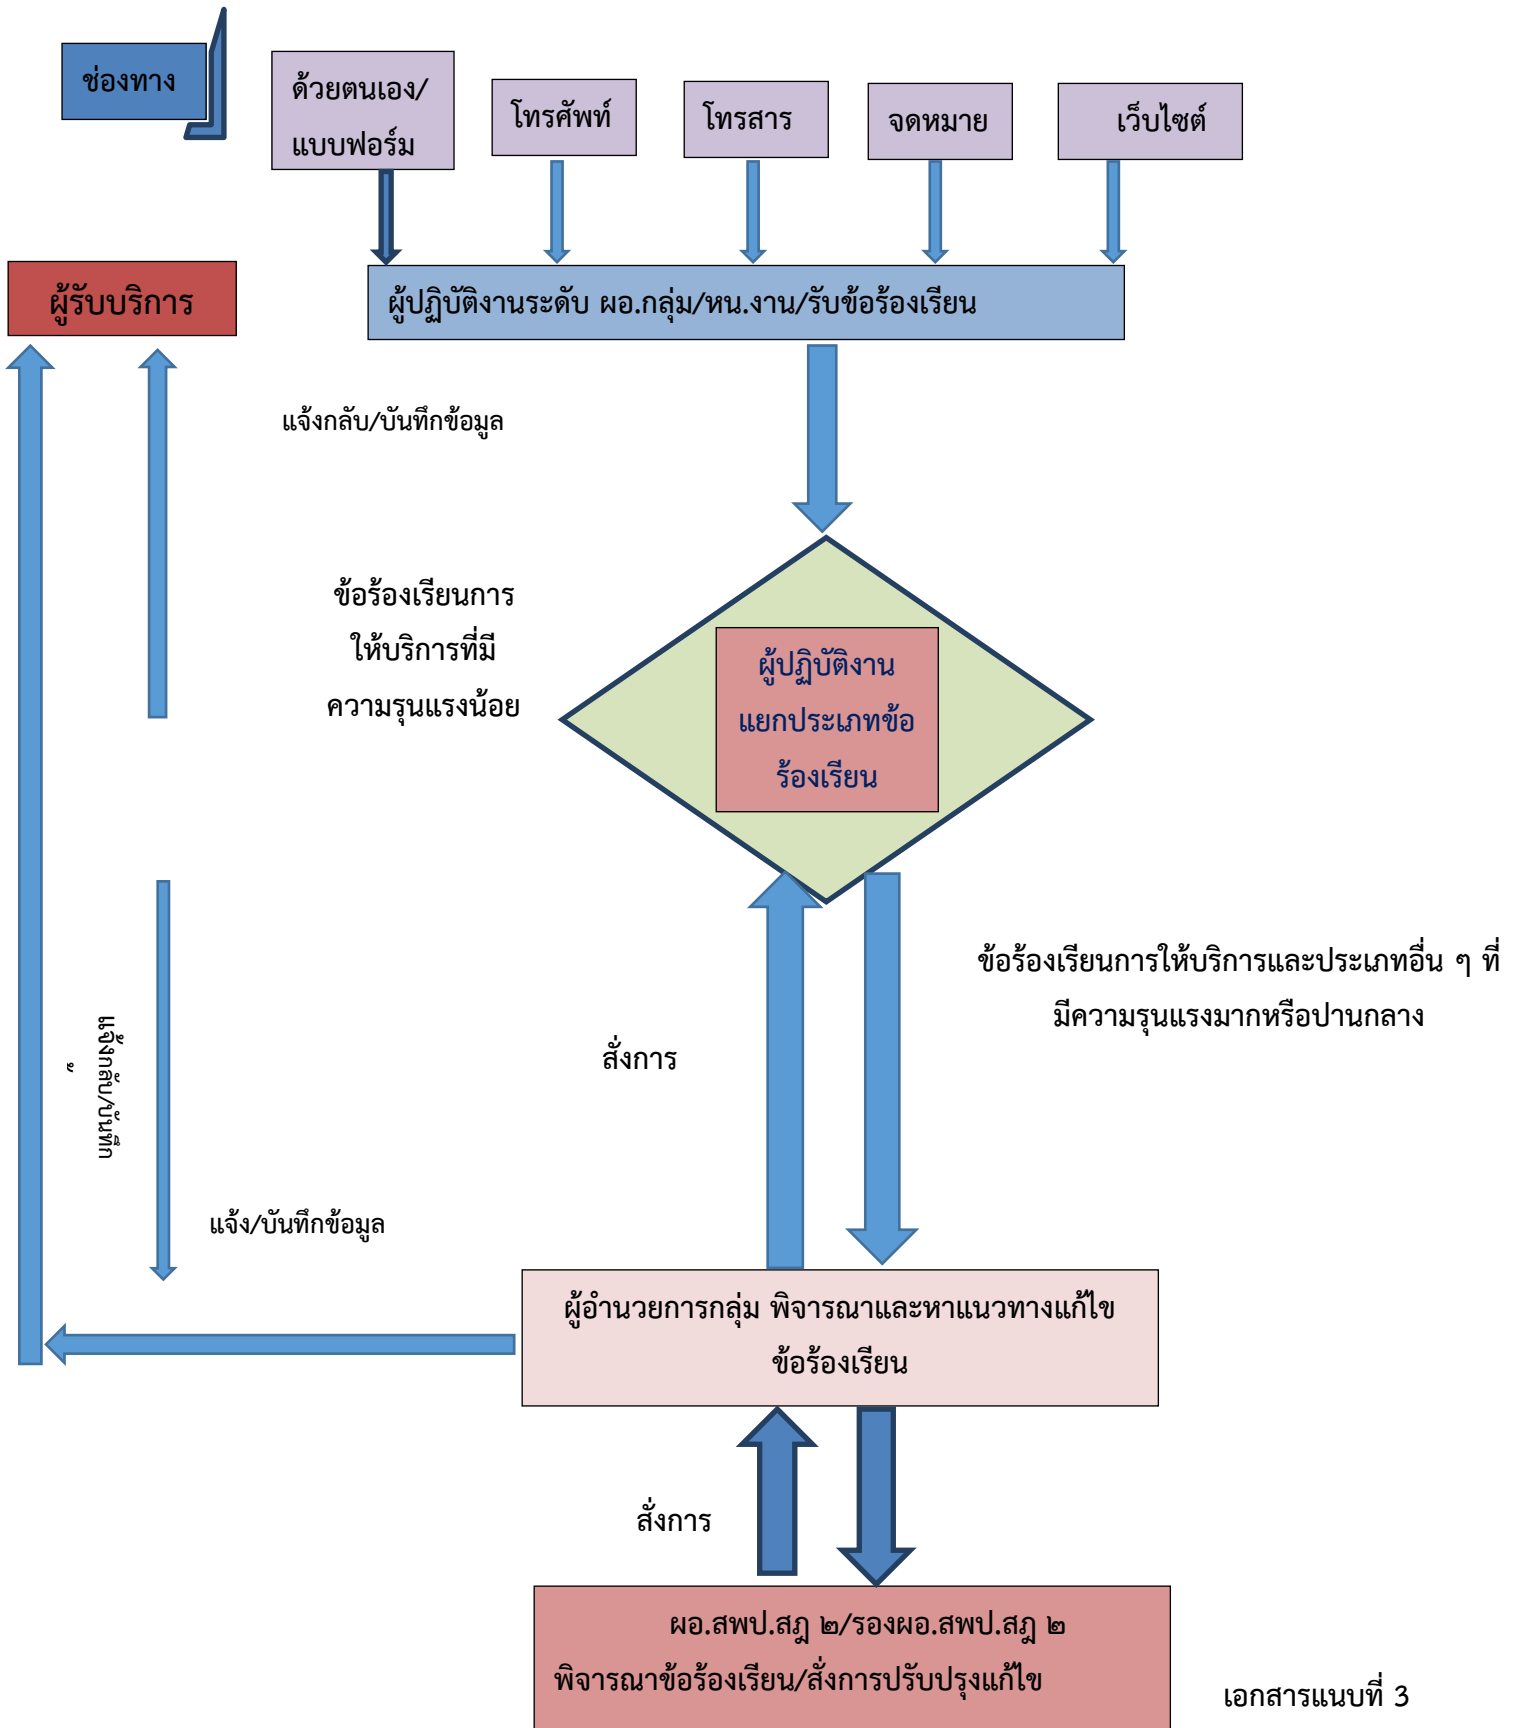 ช่องทาง
ด้วยตนเอง/
แบบฟอร์ม
โทรศัพท์
โทรสาร
จดหมาย
เว็บไซต์
ผู้รับบริการ
ผู้ปฏิบัติงานระดับ ผอ.กลุ่ม/หน.งาน/รับข้อร้องเรียน
แจ้งกลับ/บันทึกข้อมูล
ข้อร้องเรียนการ
ให้บริการที่มี
ความรุนแรงน้อย
ผู้ปฏิบัติงาน
แยกประเภทข้อ
ร้องเรียน
ข้อร้องเรียนการให้บริการและประเภทอื่น ๆ ที่
มีความรุนแรงมากหรือปานกลาง
สั่งการ
แจ้งกลับ/บันทึก
แจ้ง/บันทึกข้อมูล
ผู้อำนวยการกลุ่ม พิจารณาและหาแนวทางแก้ไข
ข้อร้องเรียน
สั่งการ
ผอ.สพป.สฎ ๒/รองผอ.สพป.สฎ ๒
พิจารณาข้อร้องเรียน/สั่งการปรับปรุงแก้ไข
เอกสารแนบที่ 3